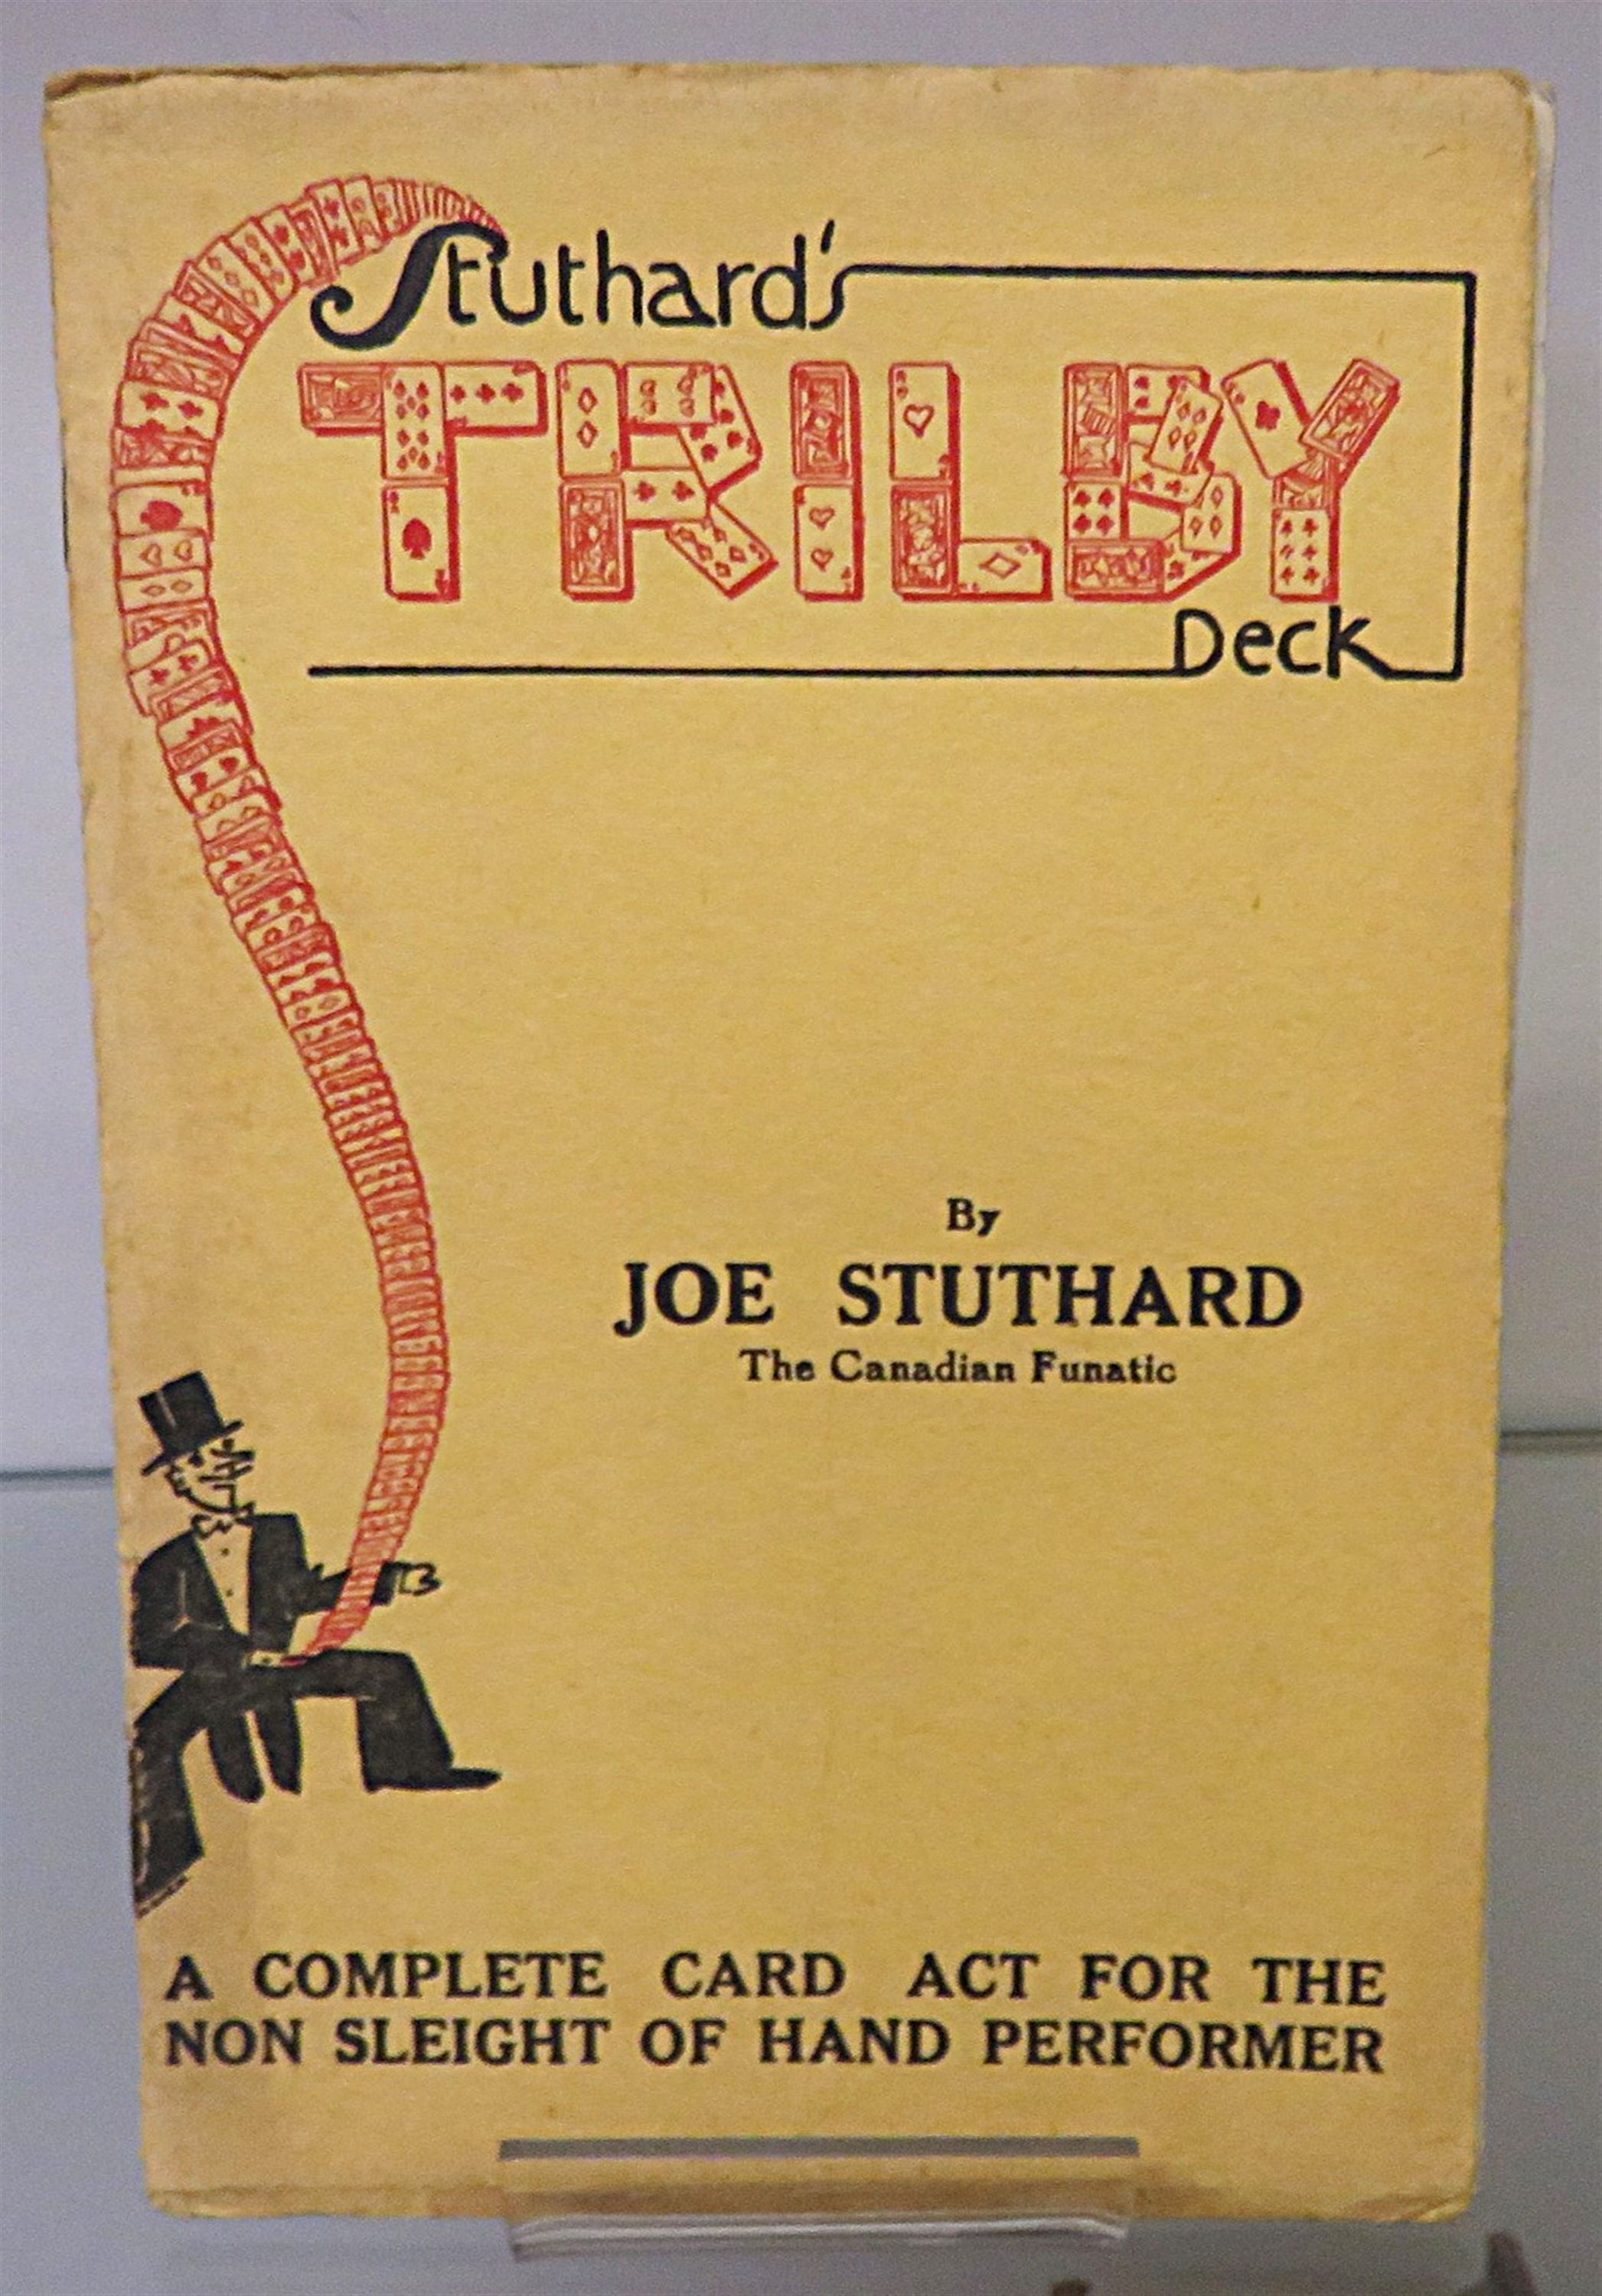 Stuthard's
TRILBY
Deck
By
JOE STUTHARD
The Canadian Funatic
A COMPLETE CARD ACT FOR THE
NON SLEIGHT OF HAND PERFORMER